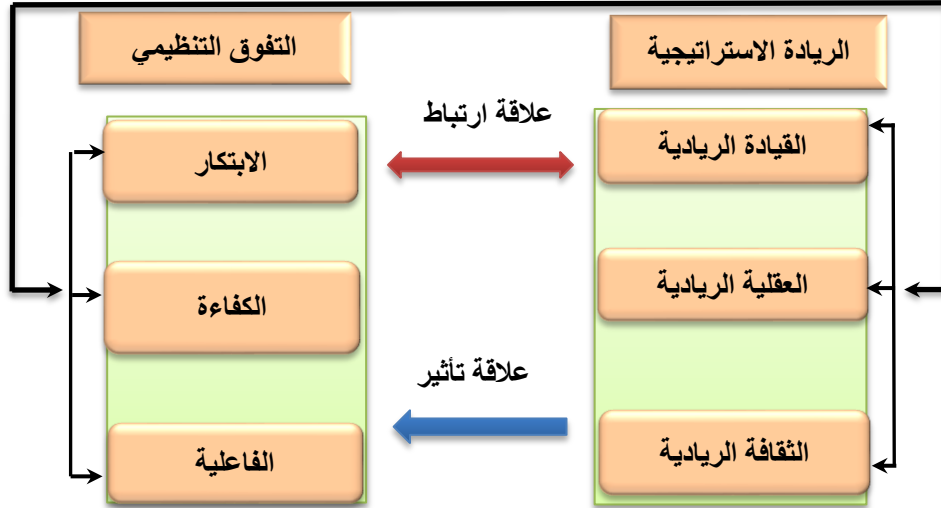 الريادة الاستراتيجية
التفوق التنظيمي
علاقة ارتباط
القيادة الريادية
الابتكار
العقلية الريادية
الكفاءة
علاقة تأثير
الثقافة الريادية
الفاعلية